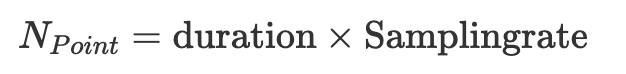 N_{Point} = duration × Samplingrate